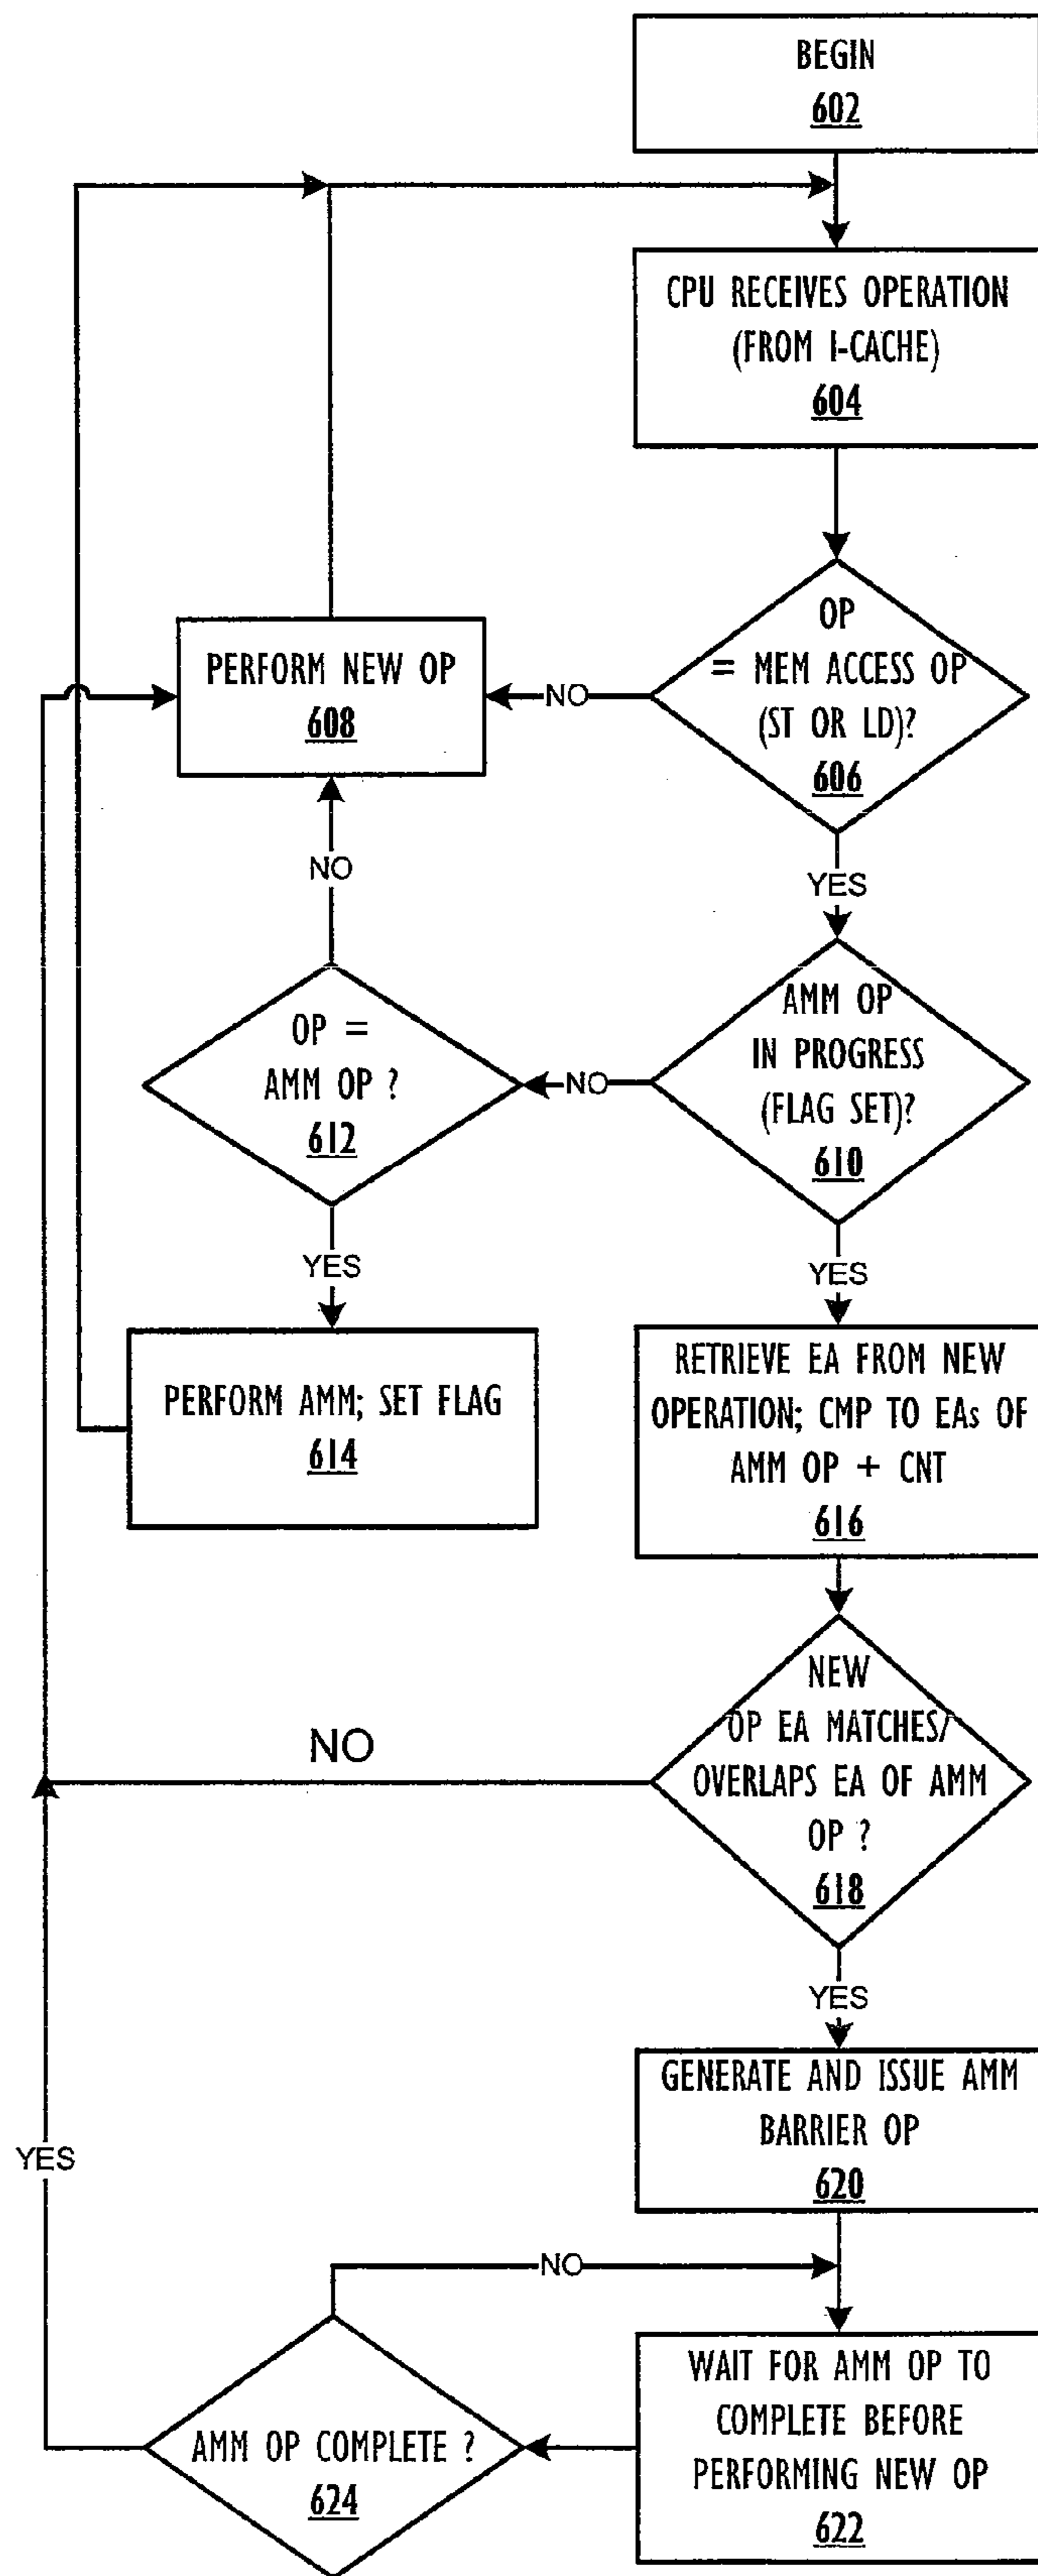 BEGIN
602
CPU RECEIVES OPERATION
(FROM I-CACHE)
604
OP
= MEM ACCESS OP
(ST OR LD)?
606
NO
PERFORM NEW OP
608
YES
NO
AMM OP
IN PROGRESS
(FLAG SET)?
610
NO
OP =
AMM OP ?
612
YES
YES
PERFORM AMM; SET FLAG
614
RETRIEVE EA FROM NEW
OPERATION; CMP TO EAs OF
AMM OP + CNT
616
NEW
OP EA MATCHES/
OVERLAPS EA OF AMM
OP ?
618
NO
YES
GENERATE AND ISSUE AMM
BARRIER OP
620
YES
NO
WAIT FOR AMM OP TO
COMPLETE BEFORE
PERFORMING NEW OP
622
AMM OP COMPLETE ?
624